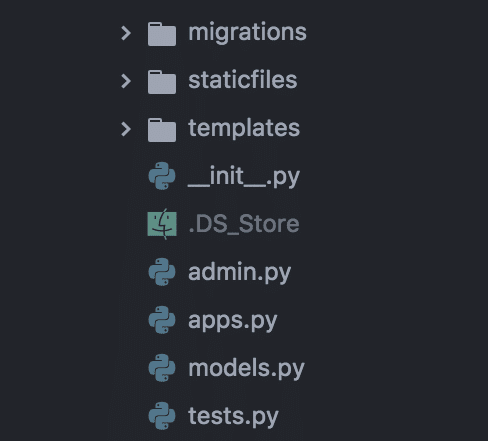 migrations
staticfiles
templates
__init__.py
.DS_Store
admin.py
apps.py
models.py
tests.py